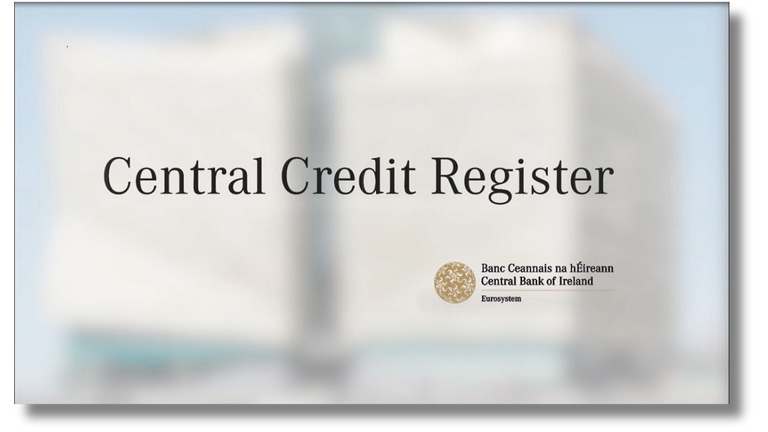 Central Credit Register
Banc Ceannais na hÉireann
Central Bank of Ireland
Eurosystem